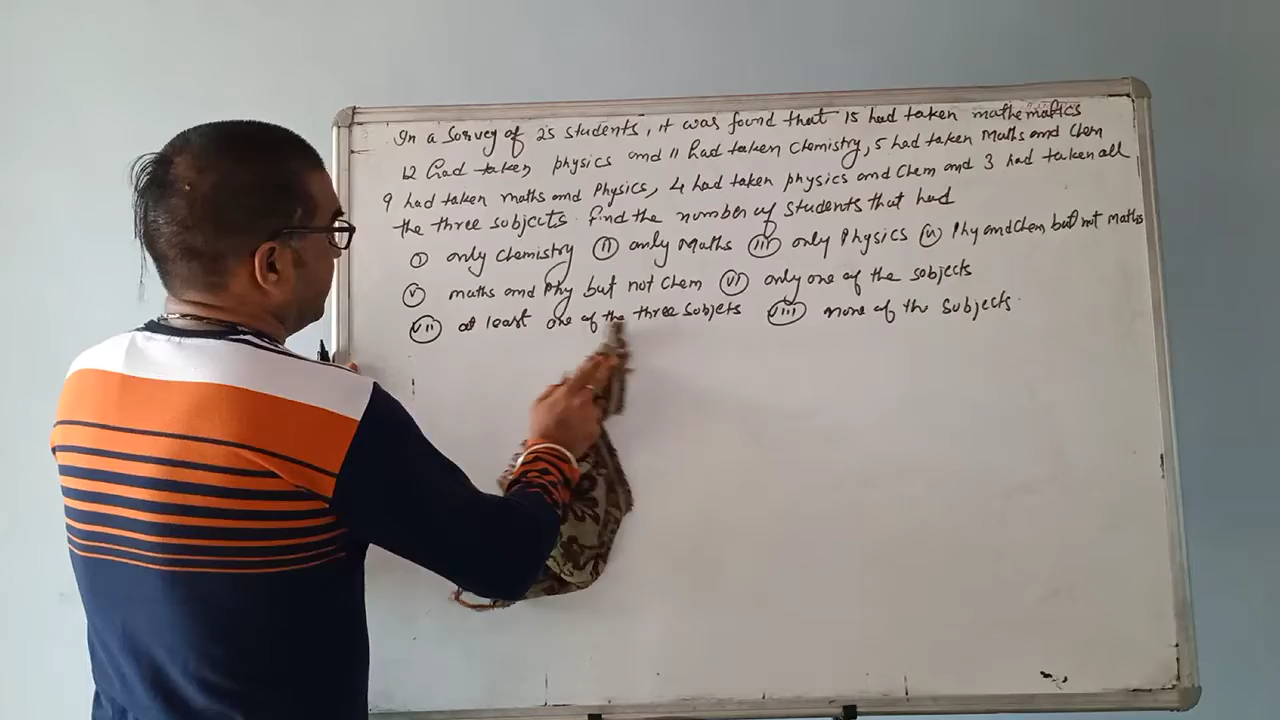 In a Sorvey of 25 students, it was found that 15 had taken mathematics
12 had taken physics and 11 had taken Chemistry, 5 had taken Maths and Chem
9 had taken maths and Physics, 4 had taken physics and Chem and 3 had taken all
the three subjects. find the number of students that had
(i) only chemistry (ii) only Maths (iii) only Physics (iv) Phy and Chem but not Maths
(v) maths and Phy but not Chem (vi) only one of the sobjects
(vii) at least one of the three Subjets (viii) none of the Subjects.